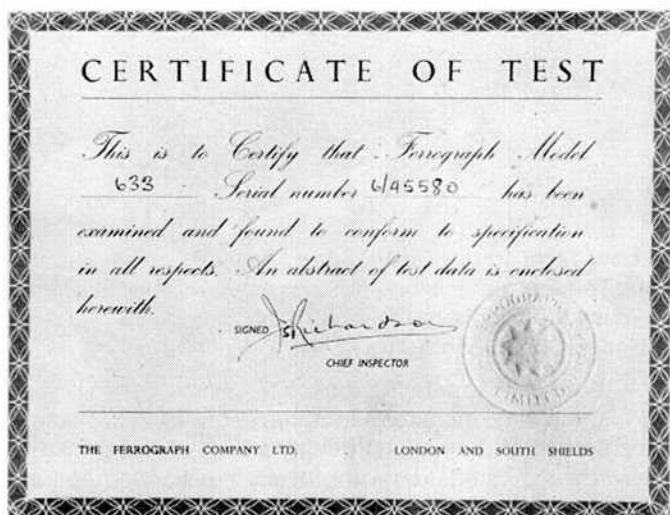 CERTIFICATE OF TEST
This is to Certify that Ferrograph Model
633 Serial number 6/45580 has been
examined and found to conform to specification
in all respects. An abstract of test data is enclosed
herewith.
SIGNED Richardson
CHIEF INSPECTOR
LIMITED
THE FERROGRAPH COMPANY LTD. LONDON AND SOUTH SHIELDS